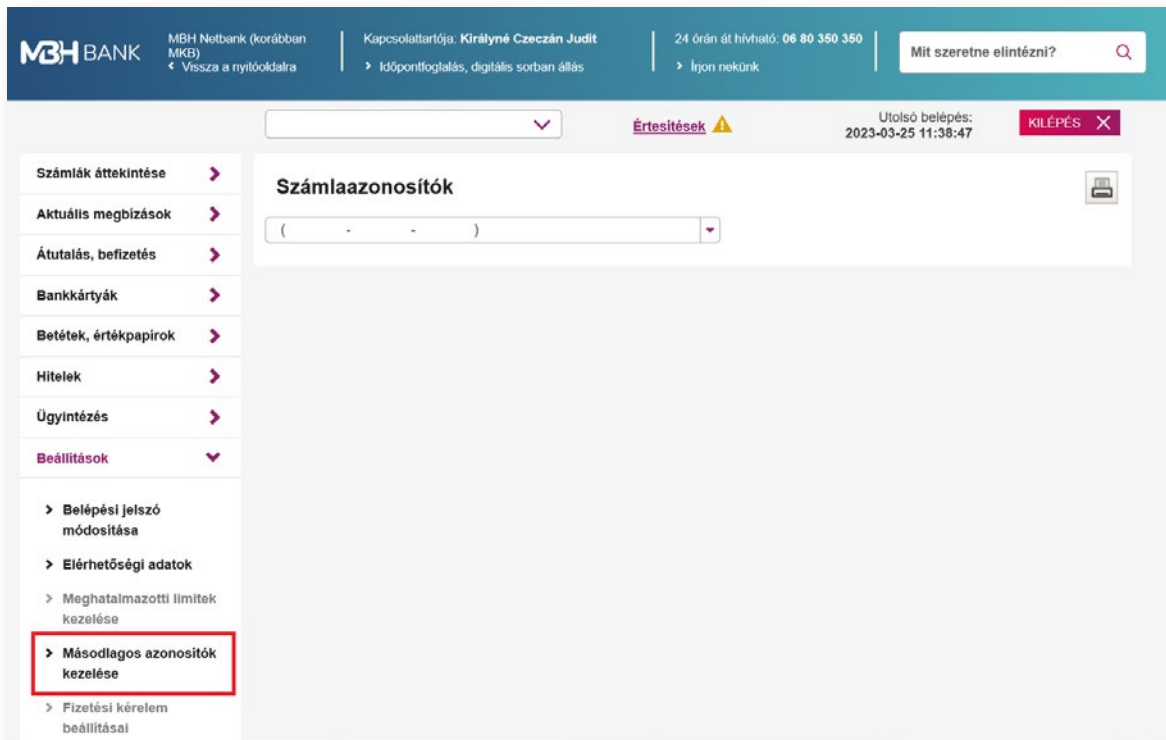 MBH BANK
MBH Netbank (korábban
MKB)
Vissza a nyitóoldalra
Kapcsolattartója: Királyné Czeczán Judit
Időpontfoglalás, digitális sorban állás
24 órán át hívható: 06 80 350 350
Írjon nekünk
Mit szeretne elintézni?
Értesítések
Utolsó belépés:
2023-03-25 11:38:47
KILÉPÉS
Számlák áttekintése
Aktuális megbízások
Átutalás, befizetés
Bankkártyák
Betétek, értékpapírok
Hitelek
Ügyintézés
Beállítások
Belépési jelszó
módosítása
Elérhetőségi adatok
Meghatalmazotti limitek
kezelése
Másodlagos azonosítók
kezelése
Fizetési kérelem
beállításai
Számlaazonosítók
( - - )